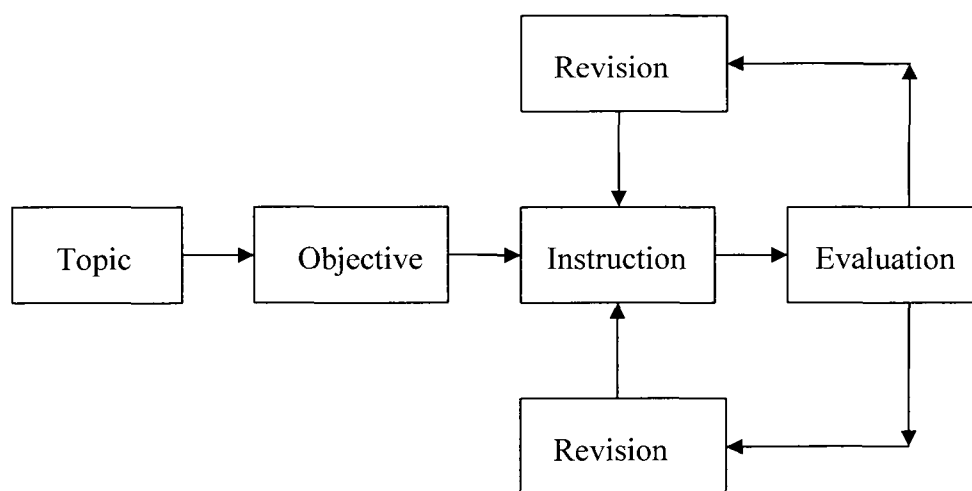 Revision
Topic
Objective
Instruction
Evaluation
Revision